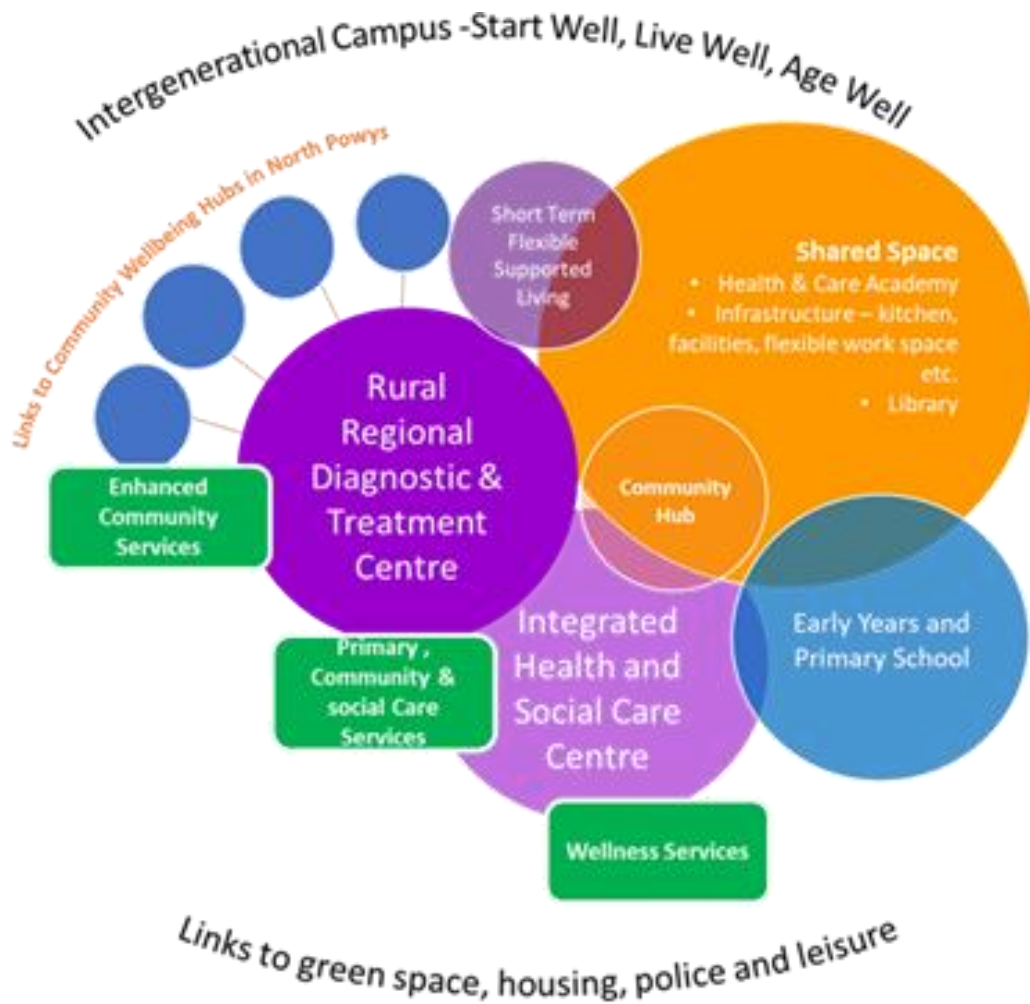 Intergenerational Campus -Start Well, Live Well, Age Well
Links to Community Wellbeing Hubs in North Powys
Short Term
Flexible
Supported
Living
Shared Space
• Health & Care Academy
• Infrastructure – kitchen,
facilities, flexible work space
etc.
• Library
Rural
Regional
Diagnostic &
Treatment
Centre
Community
Hub
Enhanced
Community
Services
Integrated
Health and
Social Care
Centre
Early Years and
Primary School
Primary ,
Community &
social Care
Services
Wellness Services
Links to green space, housing, police and leisure